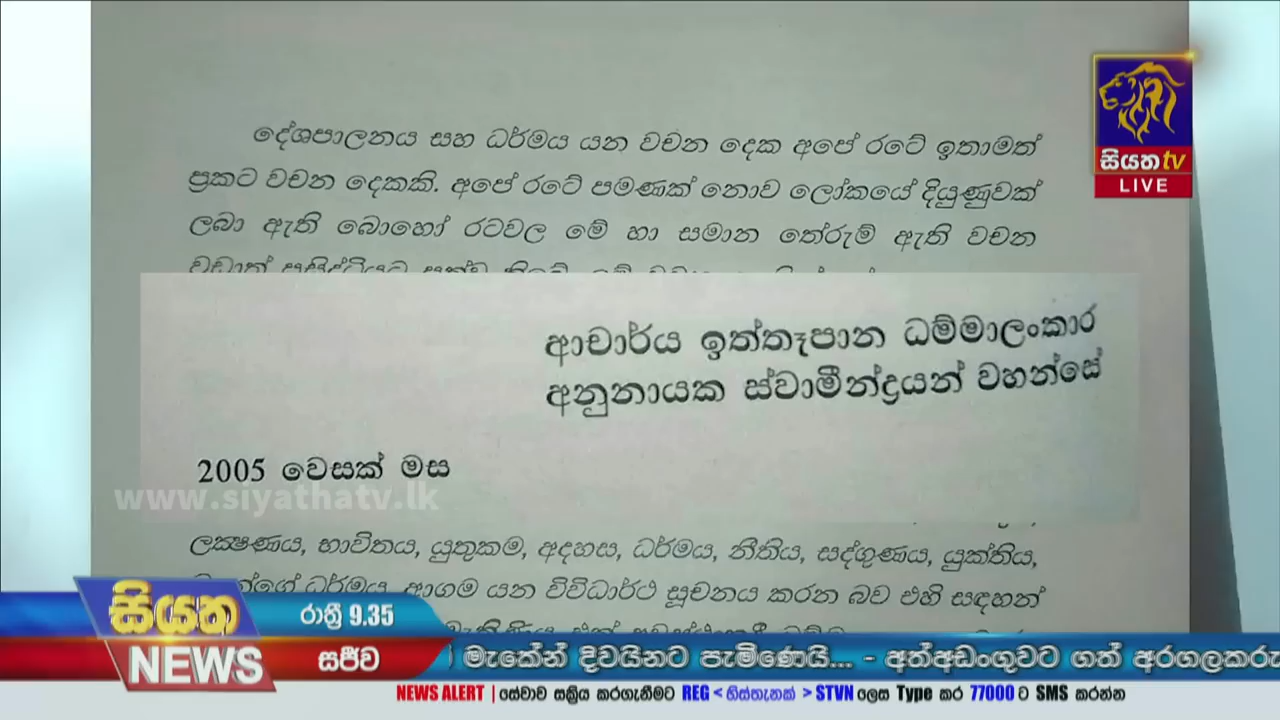 දේශපාලනය සහ ධර්මය යන වචන දෙක අපේ රටේ ඉතාමත්
ප්‍රකට වචන දෙකකි. අපේ රටේ පමණක් නොව ලෝකයේ දියුණුවක්
ලබා ඇති බොහෝ රටවල මේ හා සමාන තේරුම් ඇති වචන
සියත tv
LIVE
ආචාර්ය ඉත්තෑපාන ධම්මාලංකාර
අනුනායක ස්වාමීන්ද්‍රයන් වහන්සේ
2005 වෙසක් මස
www.siyathatv.lk
ලක්‍ෂණය, භාවිතය, යුතුකම, අදහස, ධර්මය, නීතිය, සද්ගුණය, යුක්තිය,
ධර්මය, ආගම යන විවිධාර්ථ සූචනය කරන බව එහි සඳහන්
සියත
NEWS
රාත්‍රී 9.35
සජීව
මැකේන් දිවයිනට පැමිණෙයි... - අත්අඩංගුවට ගත් අරගලකරු
NEWS ALERT | සේවාව සක්‍රීය කරගැනීමට REG < හිස්තැනක් > STVN ලෙස Type කර 77000 ට SMS කරන්න